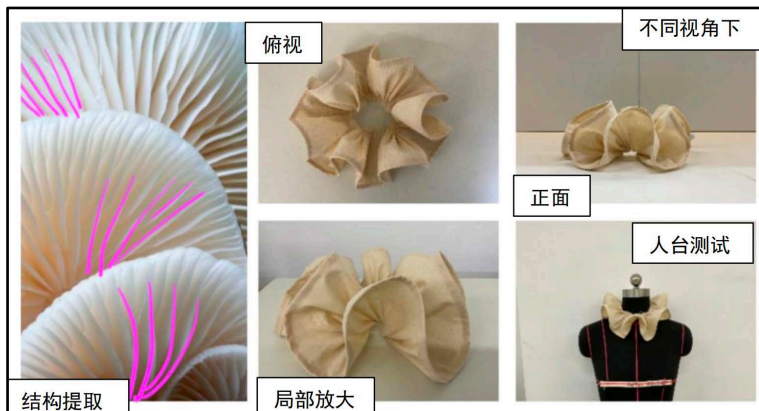 俯视
不同视角下
正面
人台测试
结构提取
局部放大